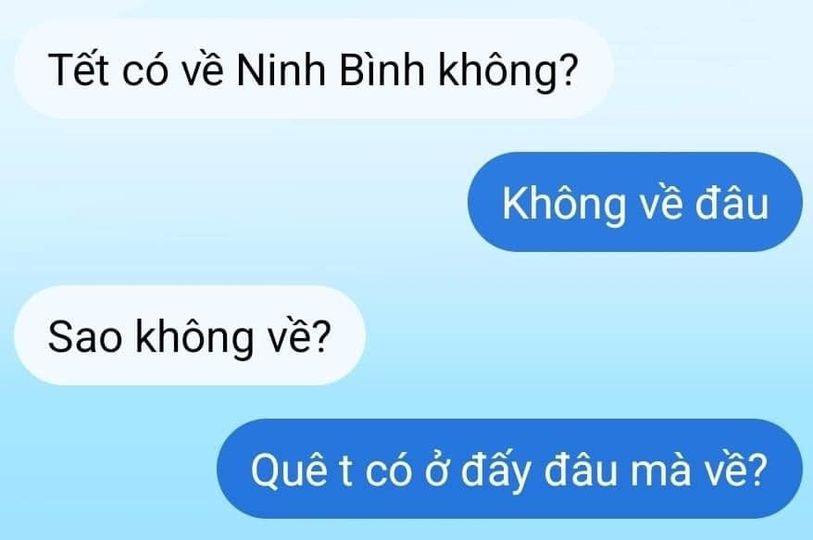 Tết có về Ninh Bình không?
Không về đâu
Sao không về?
Quê t có ở đấy đâu mà về?